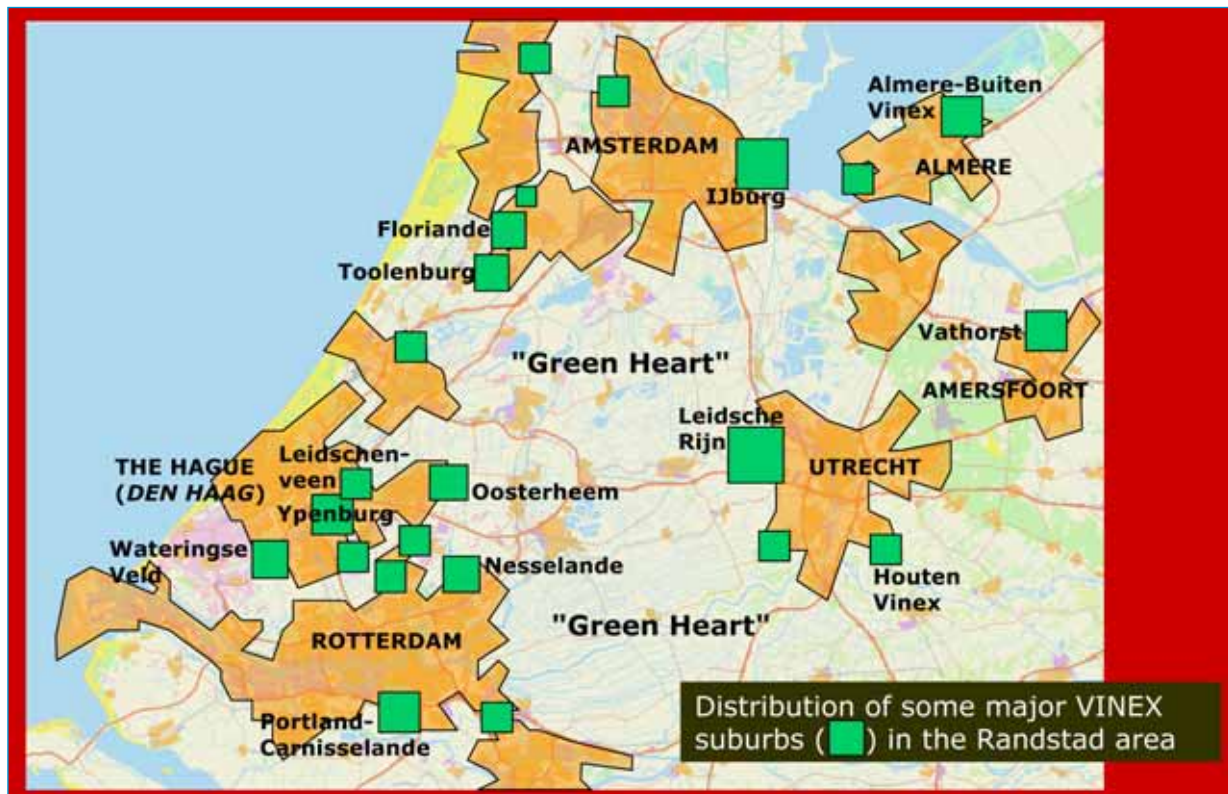 Almere-Buiten
Vinex
AMSTERDAM
ALMERE
IJburg
Floriande
Toolenburg
Vathorst
"Green Heart"
AMERSFOORT
Leidsche
Rijn
Leidschen-
veen
THE HAGUE
(DEN HAAG)
UTRECHT
Oosterheem
Ypenburg
Wateringse
Veld
Nesselande
Houten
Vinex
"Green Heart"
ROTTERDAM
Portland-
Carnisselande
Distribution of some major VINEX
suburbs ( ) in the Randstad area